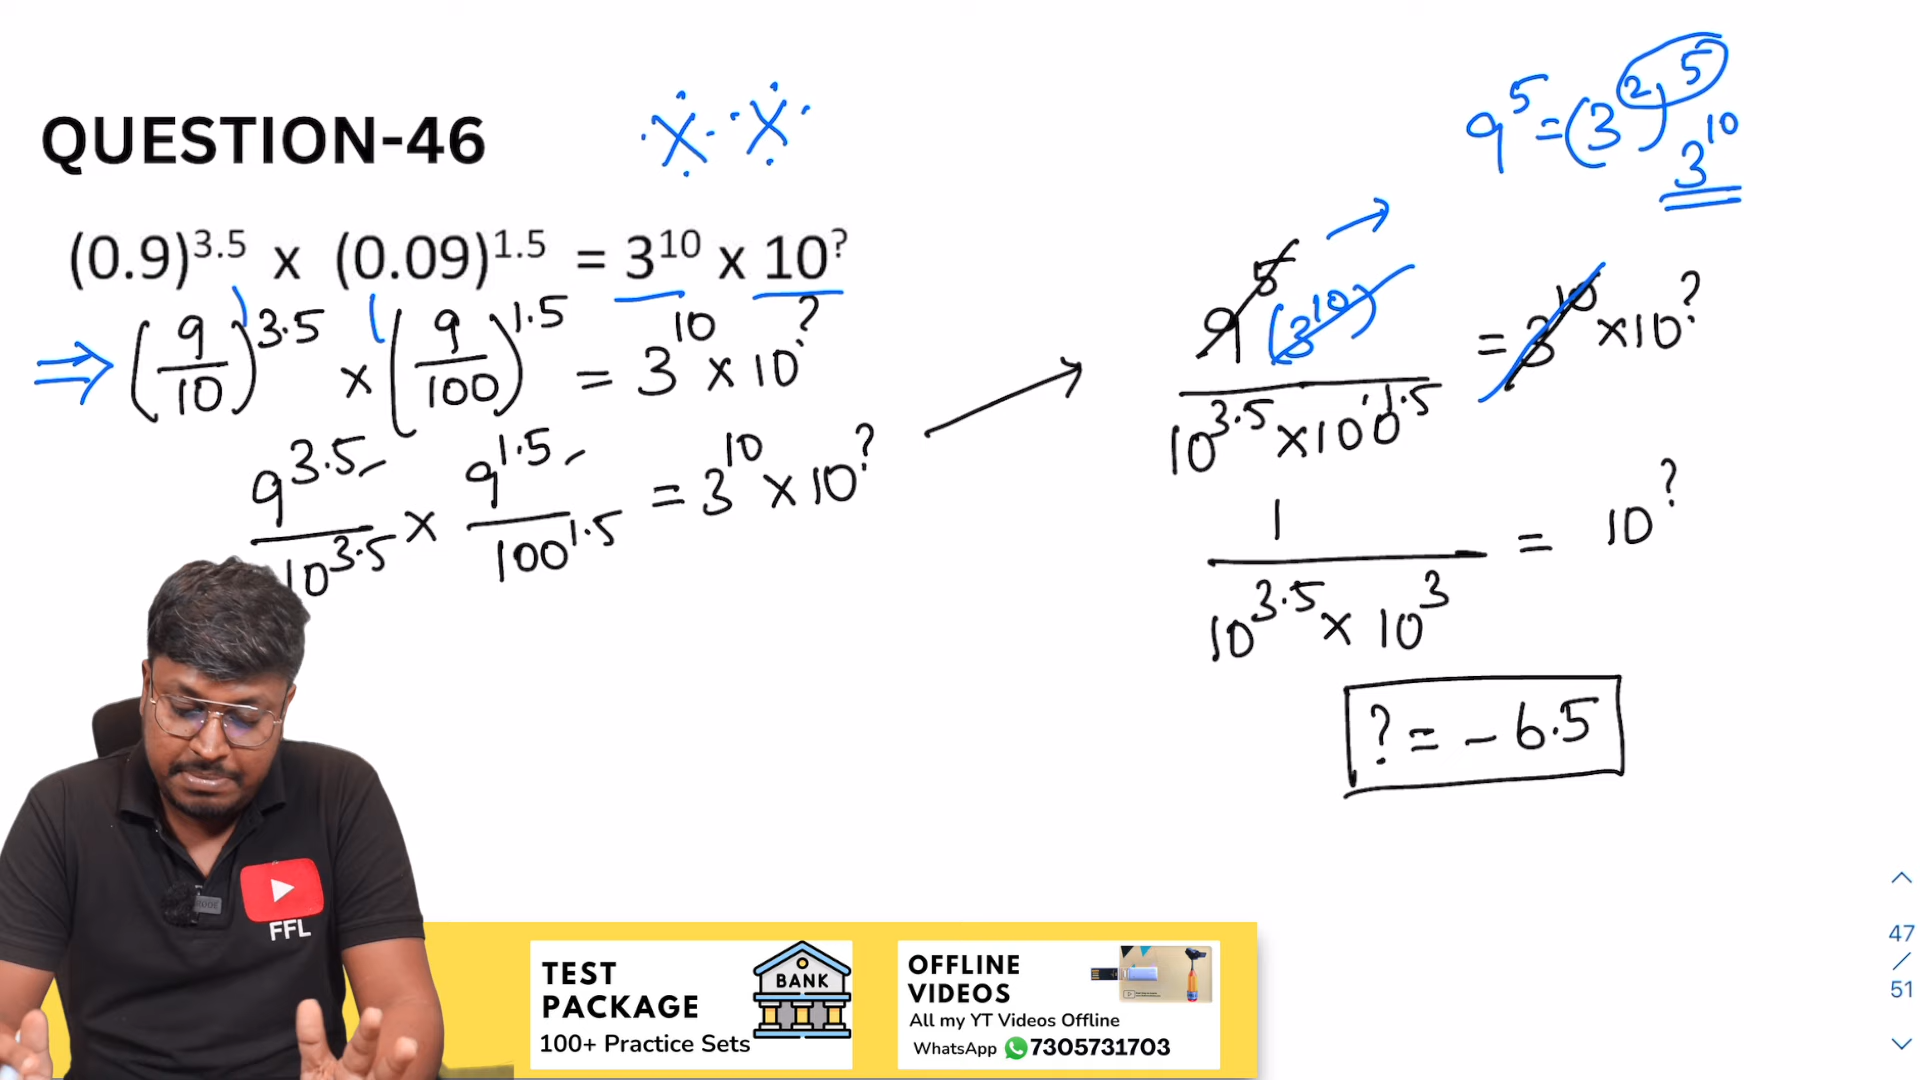 QUESTION-46
(0.9)^3.5 x (0.09)^1.5 = 3^10 x 10^?
⇒ (9/10)^3.5 × (9/100)^1.5 = 3^10 × 10^?
9^3.5/10^3.5 × 9^1.5/100^1.5 = 3^10 × 10^?
9^5 = (3^2)^5
3^10
9^5 (3^10) / 10^3.5 × 100^1.5 = 3^10 × 10^?
1 / 10^3.5 × 10^3 = 10^?
? = - 6.5
RODE
FFL
TEST
PACKAGE
100+ Practice Sets
BANK
OFFLINE
VIDEOS
All my YT Videos Offline
WhatsApp 7305731703
47
/
51